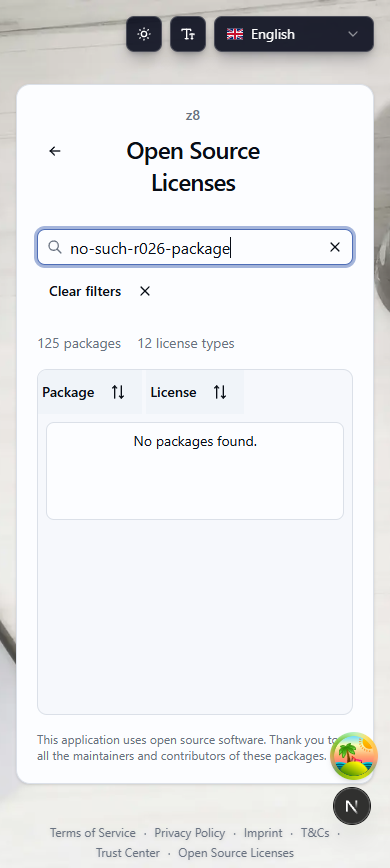 English
z8
Open Source
Licenses
no-such-r026-package
Clear filters
125 packages 12 license types
Package License
No packages found.
This application uses open source software. Thank you to
all the maintainers and contributors of these packages.
N
Terms of Service · Privacy Policy · Imprint · T&Cs ·
Trust Center · Open Source Licenses